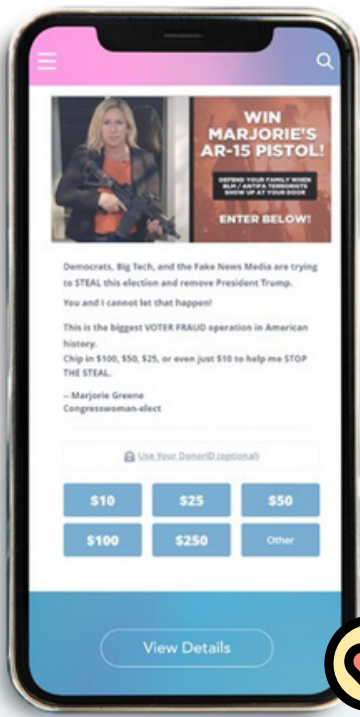 WIN
MARJORIE'S
AR-15 PISTOL!
DEFEND YOUR FAMILY WHEN
BLM / ANTIFA TERRORISTS
SHOW UP AT YOUR DOOR
ENTER BELOW!
Democrats, Big Tech, and the Fake News Media are trying
to STEAL this election and remove President Trump.
You and I cannot let that happen!
This is the biggest VOTER FRAUD operation in American
history.
Chip in $100, $50, $25, or even just $10 to help me STOP
THE STEAL.
-- Marjorie Greene
Congresswoman-elect
Use Your DonorID (optional)
$10
$25
$50
$100
$250
Other
View Details